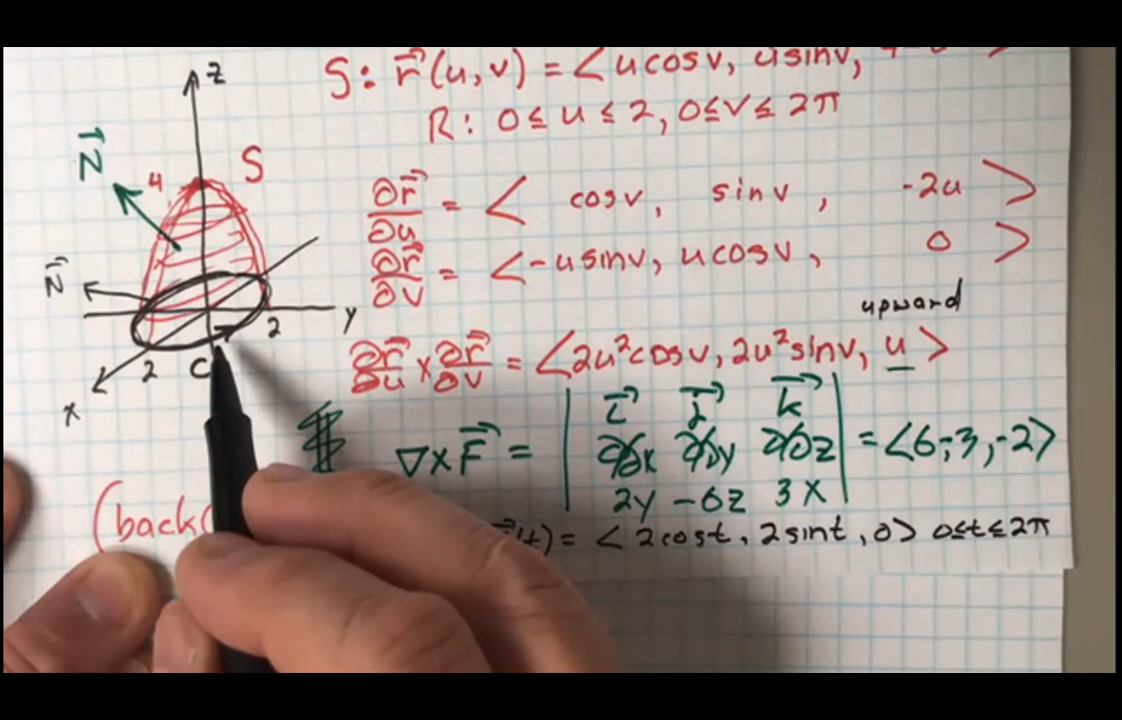 S: r⃗(u,v) = <ucosv, usinv,
R: 0≤u≤2, 0≤v≤2π
z
N⃗
4
S
N⃗
y
2
2
C
x
∂r⃗/∂u = < cosv, sinv, -2u >
∂r⃗/∂v = <-usinv, ucosv, 0 >
upward
∂r⃗/∂u × ∂r⃗/∂v = <2u²cosv, 2u²sinv, u>
i⃗ j⃗ k⃗
∇×F⃗ = | ∂/∂x ∂/∂y ∂/∂z | = <6,-3,-2>
2y -6z 3x
(back
(t) = < 2cost, 2sint, 0> 0≤t≤2π